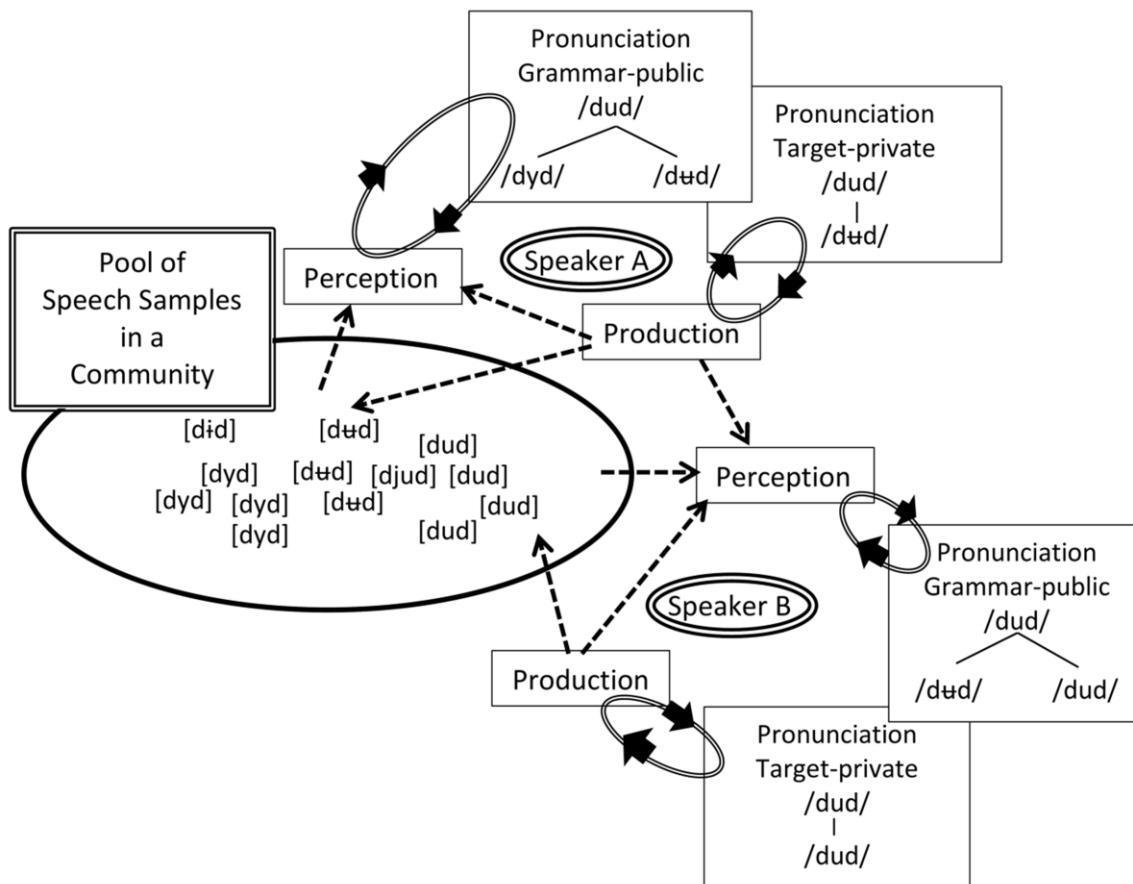 Pronunciation
Grammar-public
/dud/
/dyd/ /dʉd/
Pronunciation
Target-private
/dud/
/dʉd/
Speaker A
Perception
Production
Pool of
Speech Samples
in a
Community
[dɨd] [dʉd]
[dud]
[dyd] [dʉd] [djud] [dud]
[dyd] [dyd] [dʉd] [dud]
[dyd] [dud]
Perception
Pronunciation
Grammar-public
/dud/
/dʉd/ /dud/
Speaker B
Production
Pronunciation
Target-private
/dud/
/dud/